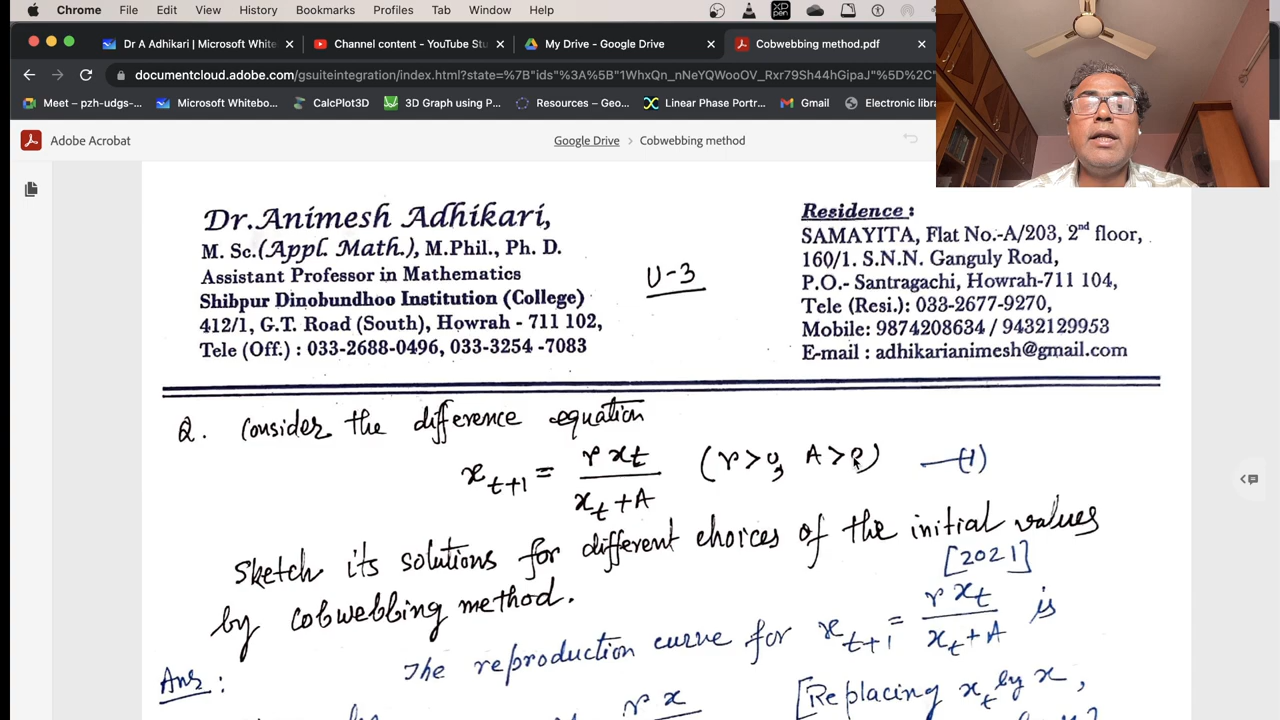 Chrome File Edit View History Bookmarks Profiles Tab Window Help
Dr A Adhikari | Microsoft White
Channel content - YouTube Stu
My Drive - Google Drive
Cobwebbing method.pdf
documentcloud.adobe.com/gsuiteintegration/index.html?state=%7B"ids"%3A%5B"1WhxQn_nNeYQWooOV_Rxr79Sh44hGipaJ"%5D%2C"
Meet – pzh-udgs-...
Microsoft Whitebo...
CalcPlot3D
3D Graph using P...
Resources – Geo...
Linear Phase Portr...
Gmail
Electronic libra
Adobe Acrobat
Google Drive > Cobwebbing method
Dr. Animesh Adhikari,
M. Sc.(Appl. Math.), M.Phil., Ph. D.
Assistant Professor in Mathematics
Shibpur Dinobundhoo Institution (College)
412/1, G.T. Road (South), Howrah - 711 102,
Tele (Off.) : 033-2688-0496, 033-3254 -7083
U-3
Residence :
SAMAYITA, Flat No.-A/203, 2nd floor,
160/1. S.N.N. Ganguly Road,
P.O.- Santragachi, Howrah-711 104,
Tele (Resi.): 033-2677-9270,
Mobile: 9874208634 / 9432129953
E-mail : adhikarianimesh@gmail.com
Q. Consider the difference equation
x_{t+1} = r x_t / (x_t + A) (r > 0, A > 0) —(1)
Sketch its solutions for different choices of the initial values
by cobwebbing method. [2021]
Ans: The reproduction curve for x_{t+1} = r x_t / (x_t + A) is
r x [Replacing x_t by x,